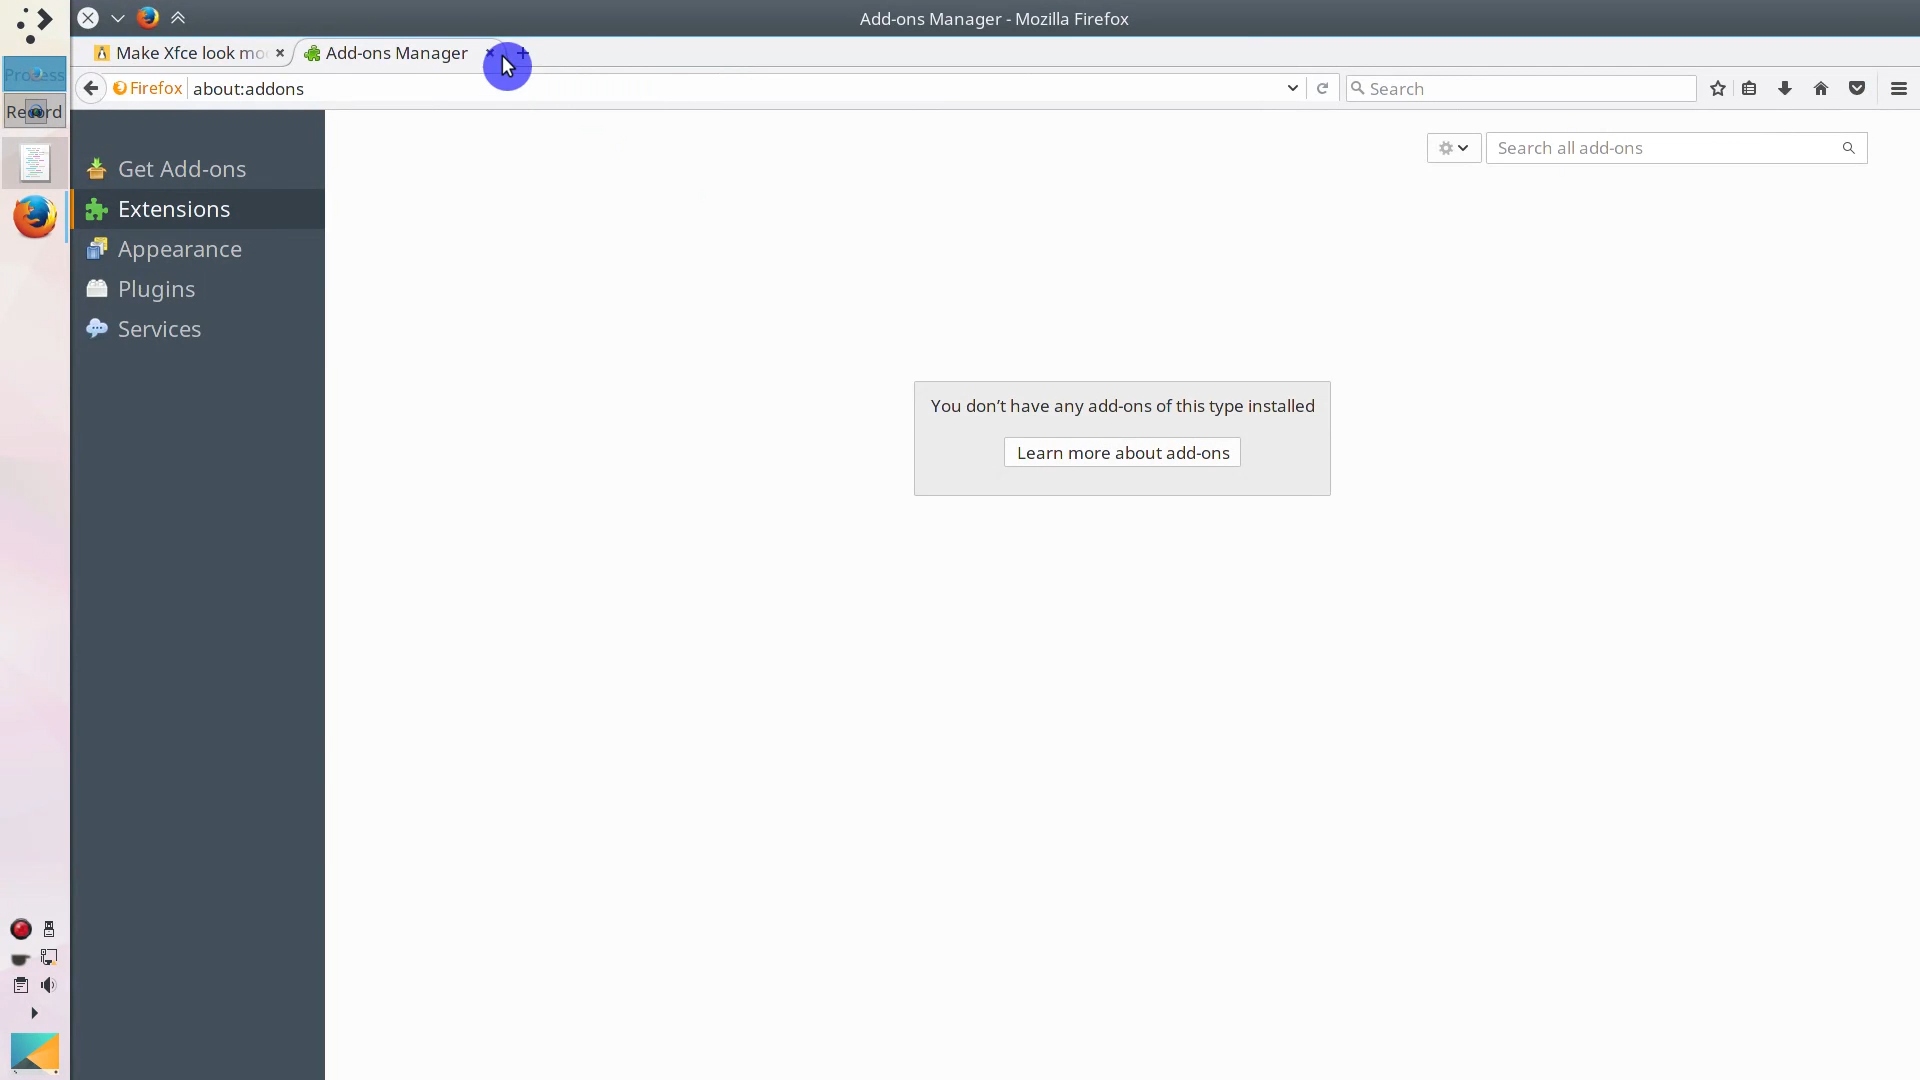 Add-ons Manager - Mozilla Firefox
Make Xfce look mo
Add-ons Manager
Process
Firefox
about:addons
Search
Record
Search all add-ons
Get Add-ons
Extensions
Appearance
Plugins
Services
You don’t have any add-ons of this type installed
Learn more about add-ons